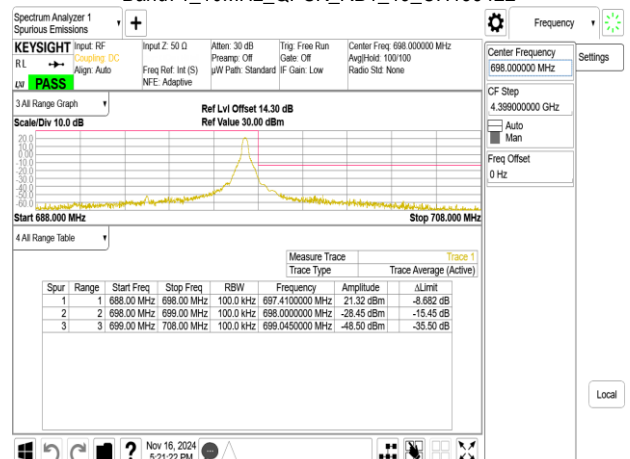 Spectrum Analyzer 1
Spurious Emissions
Frequency
KEYSIGHT Input: RF Input Z: 50 Ω Atten: 30 dB Trig: Free Run Center Freq: 698.000000 MHz
RL Coupling: DC Preamp: Off Gate: Off Avg|Hold: 100/100
Align: Auto Freq Ref: Int (S) µW Path: Standard IF Gain: Low Radio Std: None
NFE: Adaptive
PASS
Center Frequency
698.000000 MHz
Settings
CF Step
4.399000000 GHz
Auto
Man
Freq Offset
0 Hz
3 All Range Graph
Ref Lvl Offset 14.30 dB
Scale/Div 10.0 dB Ref Value 30.00 dBm
20.0
10.0
0.00
-10.0
-20.0
-30.0
-40.0
-50.0
-60.0
Start 688.000 MHz Stop 708.000 MHz
4 All Range Table
Measure Trace Trace 1
Trace Type Trace Average (Active)
Spur Range Start Freq Stop Freq RBW Frequency Amplitude ΔLimit
1 1 688.00 MHz 698.00 MHz 100.0 kHz 697.4100000 MHz 21.32 dBm -8.682 dB
2 2 698.00 MHz 699.00 MHz 100.0 kHz 698.0000000 MHz -28.45 dBm -15.45 dB
3 3 699.00 MHz 708.00 MHz 100.0 kHz 699.0450000 MHz -48.50 dBm -35.50 dB
Local
Nov 16, 2024
5:21:22 PM